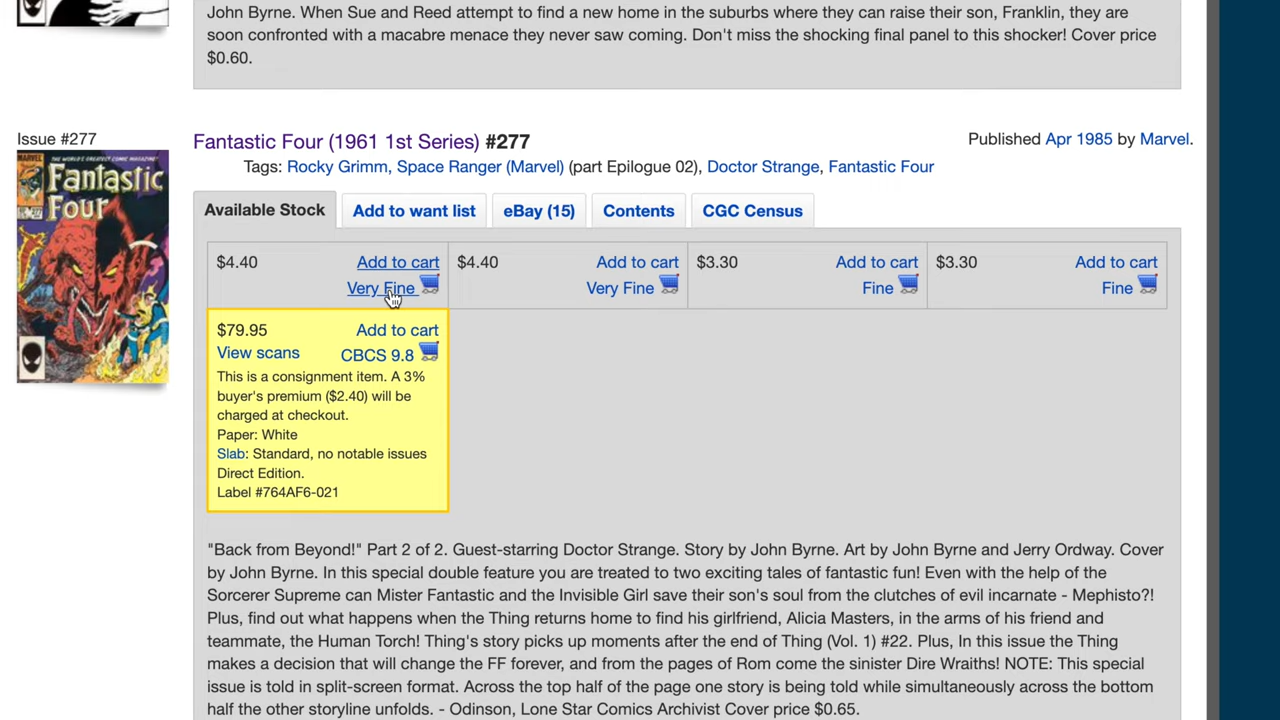 John Byrne. When Sue and Reed attempt to find a new home in the suburbs where they can raise their son, Franklin, they are
soon confronted with a macabre menace they never saw coming. Don't miss the shocking final panel to this shocker! Cover price
$0.60.
Issue #277
Fantastic Four (1961 1st Series) #277
Published Apr 1985 by Marvel.
Tags: Rocky Grimm, Space Ranger (Marvel) (part Epilogue 02), Doctor Strange, Fantastic Four
MARVEL
THE WORLD'S GREATEST COMIC MAGAZINE!
Fantastic
Four
Available Stock
Add to want list
eBay (15)
Contents
CGC Census
$4.40 Add to cart
Very Fine
$4.40 Add to cart
Very Fine
$3.30 Add to cart
Fine
$3.30 Add to cart
Fine
$79.95 Add to cart
View scans CBCS 9.8
This is a consignment item. A 3%
buyer's premium ($2.40) will be
charged at checkout.
Paper: White
Slab: Standard, no notable issues
Direct Edition.
Label #764AF6-021
"Back from Beyond!" Part 2 of 2. Guest-starring Doctor Strange. Story by John Byrne. Art by John Byrne and Jerry Ordway. Cover
by John Byrne. In this special double feature you are treated to two exciting tales of fantastic fun! Even with the help of the
Sorcerer Supreme can Mister Fantastic and the Invisible Girl save their son's soul from the clutches of evil incarnate - Mephisto?!
Plus, find out what happens when the Thing returns home to find his girlfriend, Alicia Masters, in the arms of his friend and
teammate, the Human Torch! Thing's story picks up moments after the end of Thing (Vol. 1) #22. Plus, In this issue the Thing
makes a decision that will change the FF forever, and from the pages of Rom come the sinister Dire Wraiths! NOTE: This special
issue is told in split-screen format. Across the top half of the page one story is being told while simultaneously across the bottom
half the other storyline unfolds. - Odinson, Lone Star Comics Archivist Cover price $0.65.